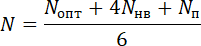 N = (N_опт + 4N_нв + N_п) / 6